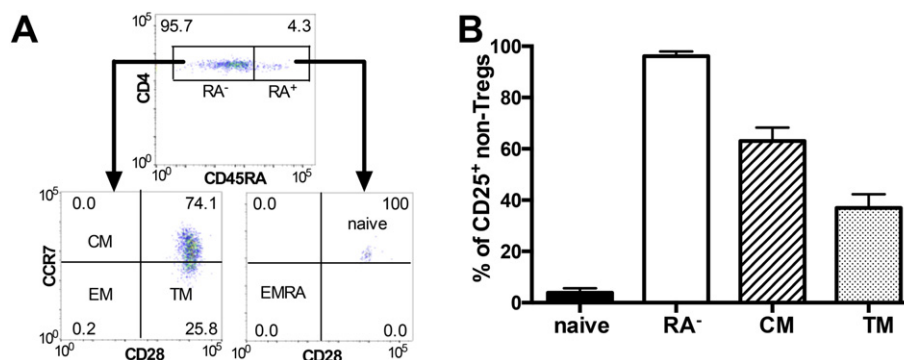 A
95.7 4.3
10⁵
CD4
RA⁻ RA⁺
10⁰
10⁰ CD45RA 10⁵
10⁵
0.0 74.1
CM
CCR7
EM TM
0.2 25.8
10⁰
10⁰ CD28 10⁵
0.0 100
naive
EMRA
0.0 0.0
10⁰ CD28 10⁵
B
% of CD25⁺ non-Tregs
100
80
60
40
20
0
naive RA⁻ CM TM